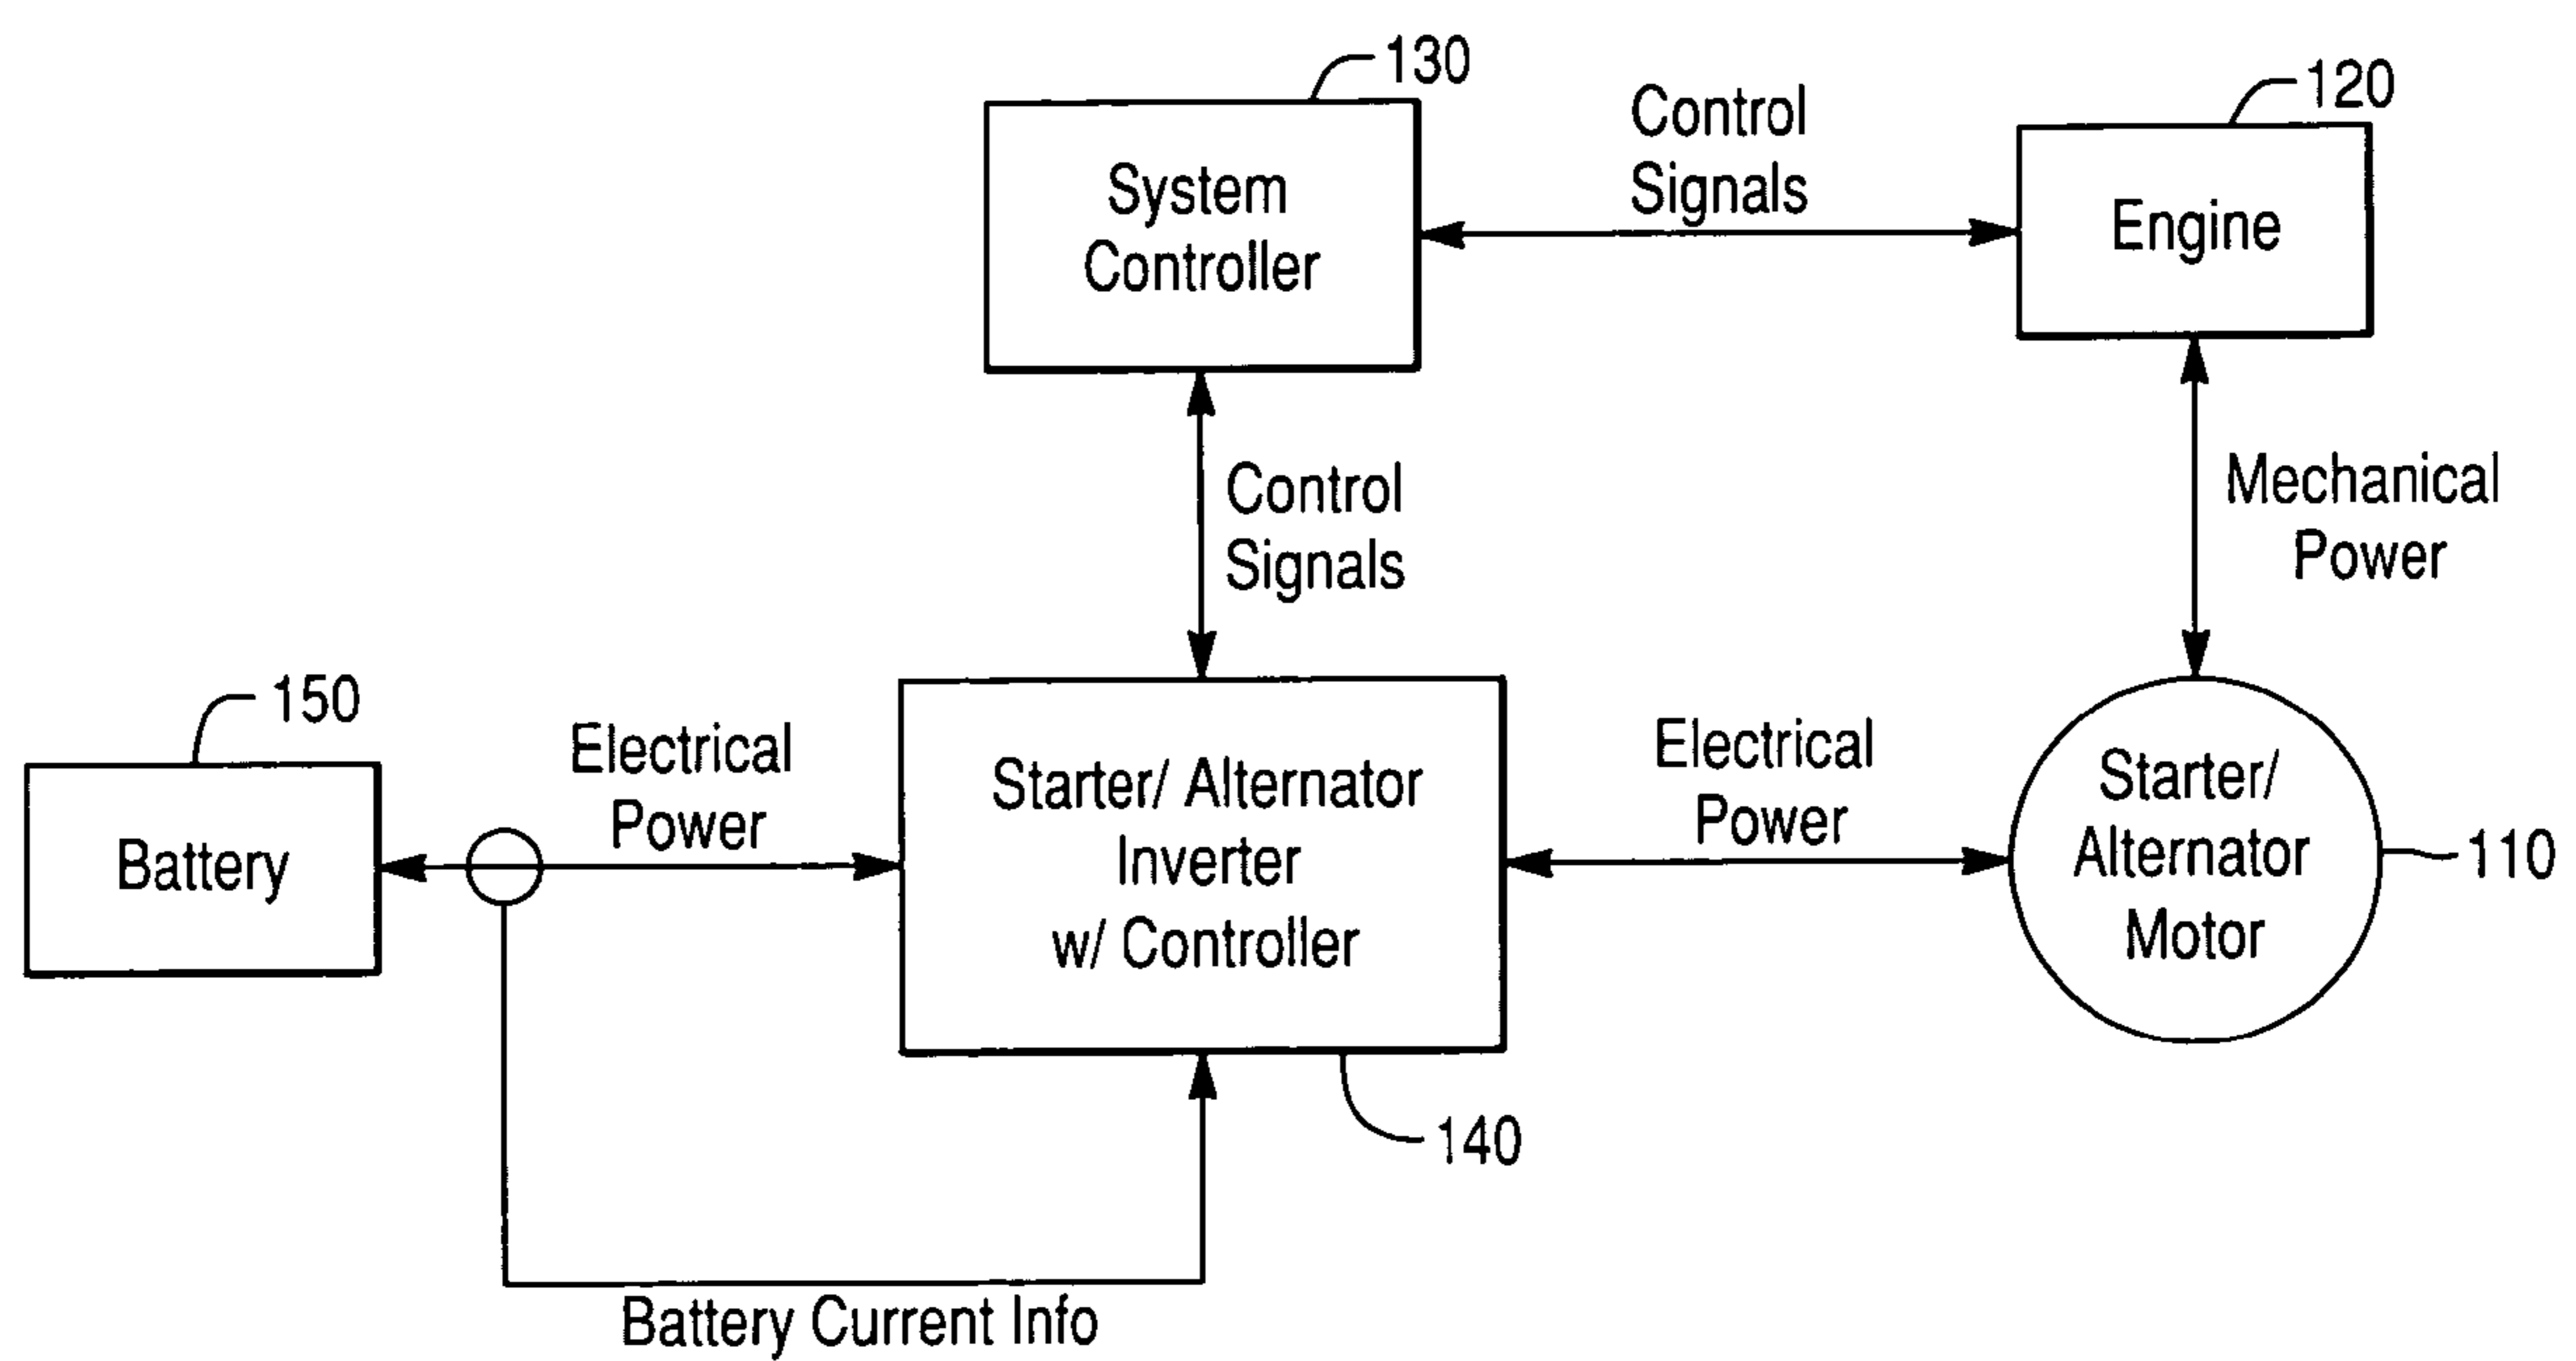 130
120
Control
Signals
System
Controller
Engine
Control
Signals
Mechanical
Power
150
Electrical
Power
Battery
Starter/ Alternator
Inverter
w/ Controller
Electrical
Power
Starter/
Alternator
Motor
110
140
Battery Current Info